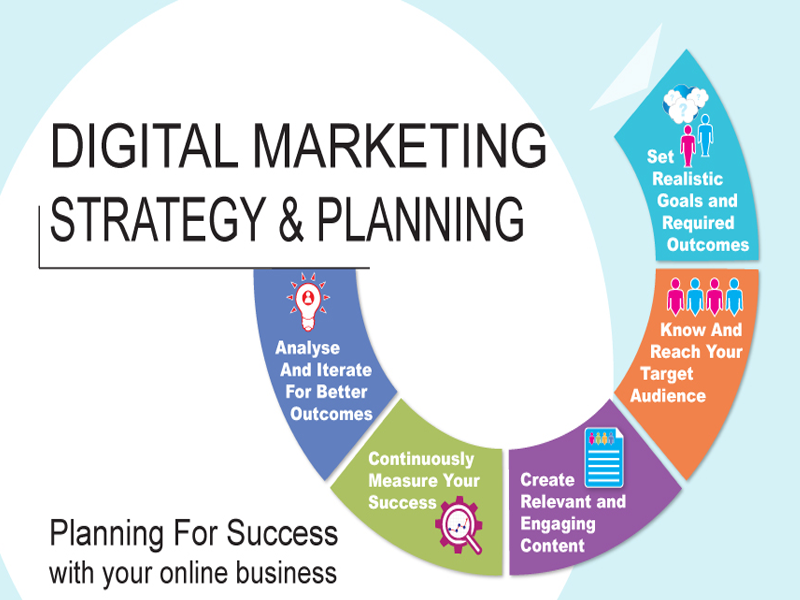 DIGITAL MARKETING
STRATEGY & PLANNING
Set
Realistic
Goals and
Required
Outcomes
Know And
Reach Your
Target
Audience
Create
Relevant and
Engaging
Content
Continuously
Measure Your
Success
Analyse
And Iterate
For Better
Outcomes
Planning For Success
with your online business